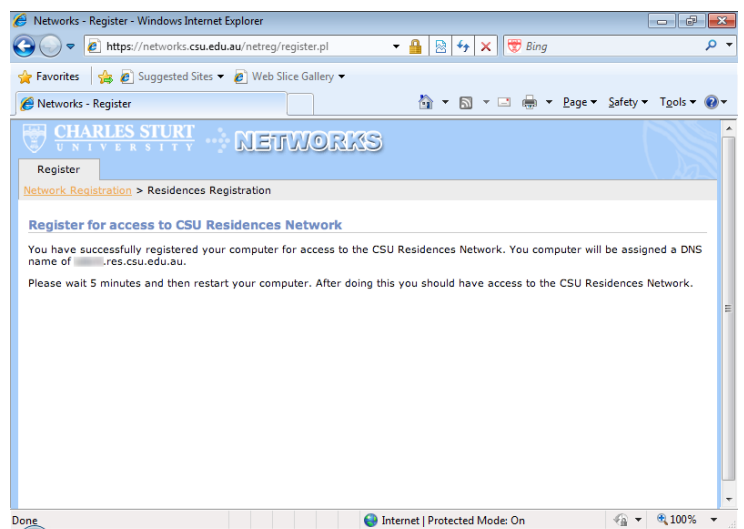 Networks - Register - Windows Internet Explorer
https://networks.csu.edu.au/netreg/register.pl
Bing
Favorites
Suggested Sites
Web Slice Gallery
Networks - Register
Page
Safety
Tools
CHARLES STURT
UNIVERSITY
NETWORKS
Register
Network Registration > Residences Registration
Register for access to CSU Residences Network
You have successfully registered your computer for access to the CSU Residences Network. You computer will be assigned a DNS
name of .res.csu.edu.au.
Please wait 5 minutes and then restart your computer. After doing this you should have access to the CSU Residences Network.
Done
Internet | Protected Mode: On
100%